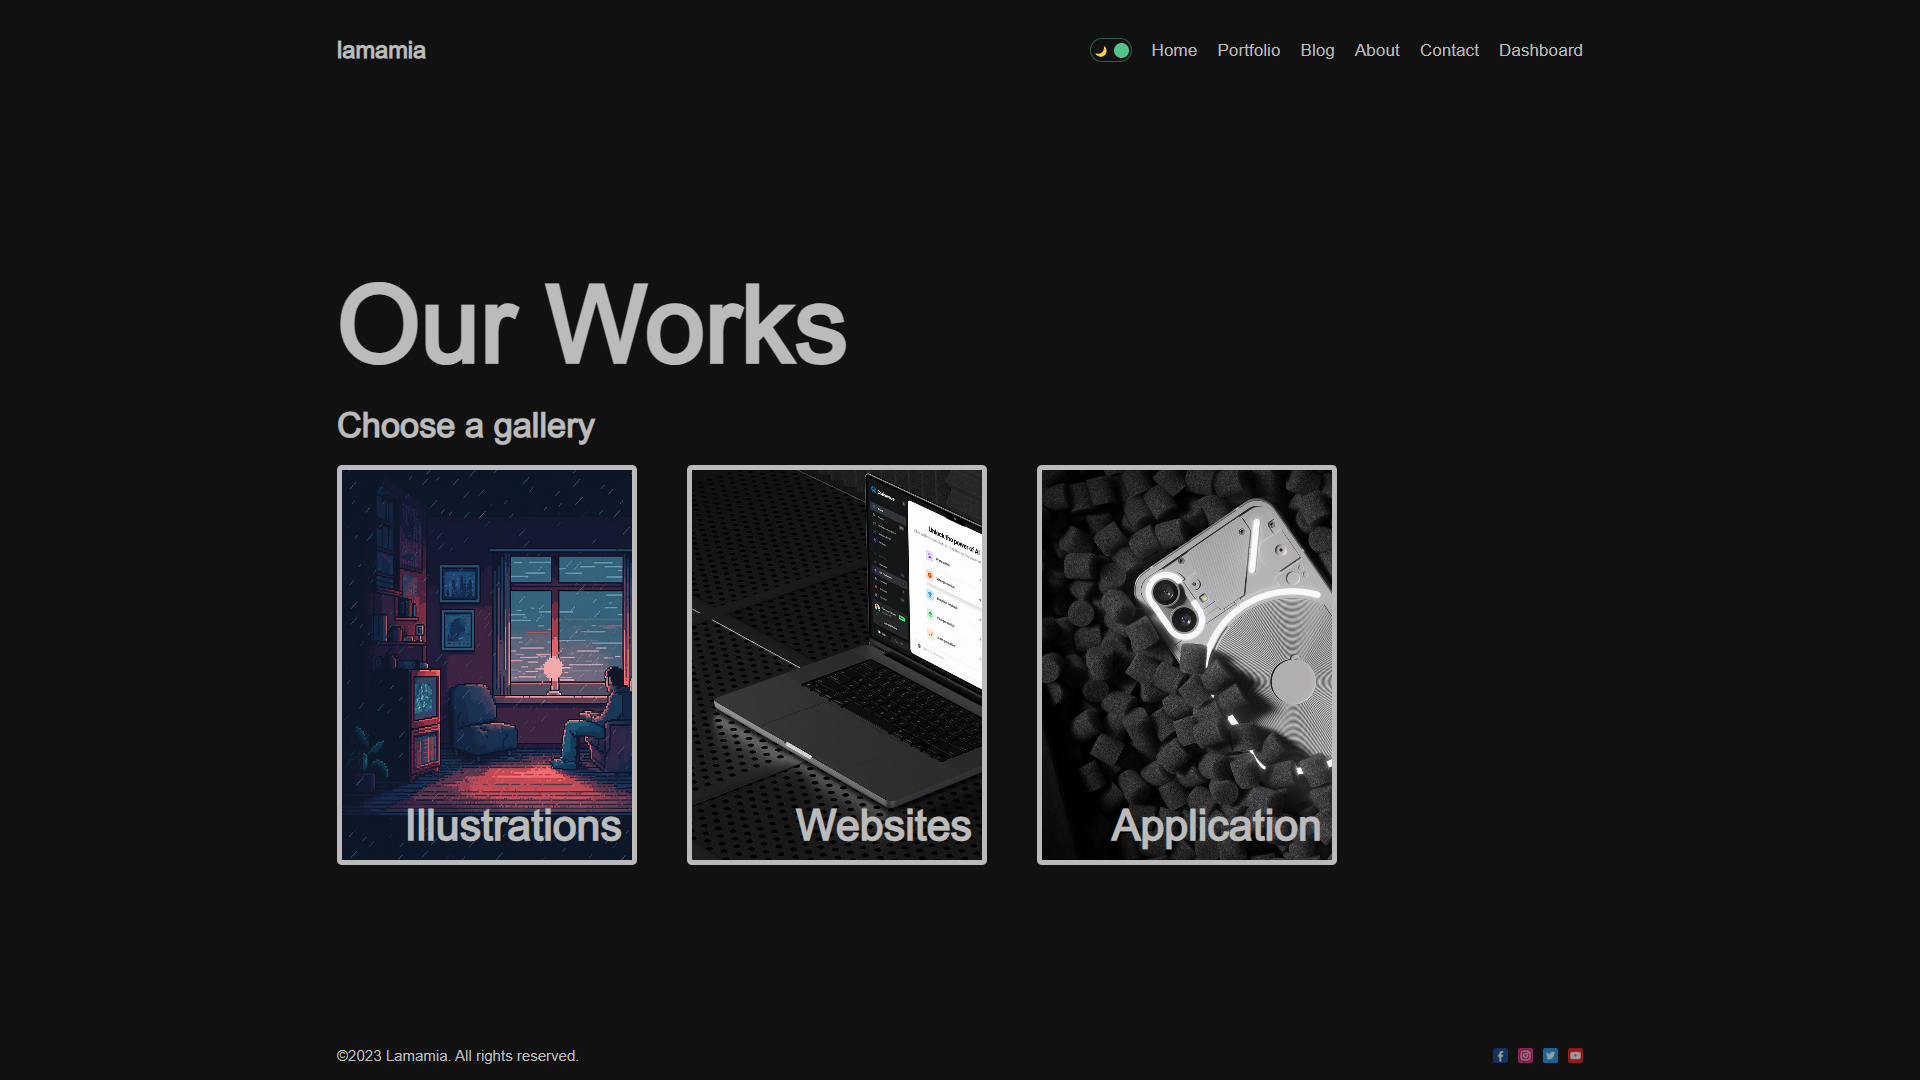 lamamia
Home Portfolio Blog About Contact Dashboard
Our Works
Choose a gallery
Unlock the power of AI
Illustrations
Websites
Application
©2023 Lamamia. All rights reserved.